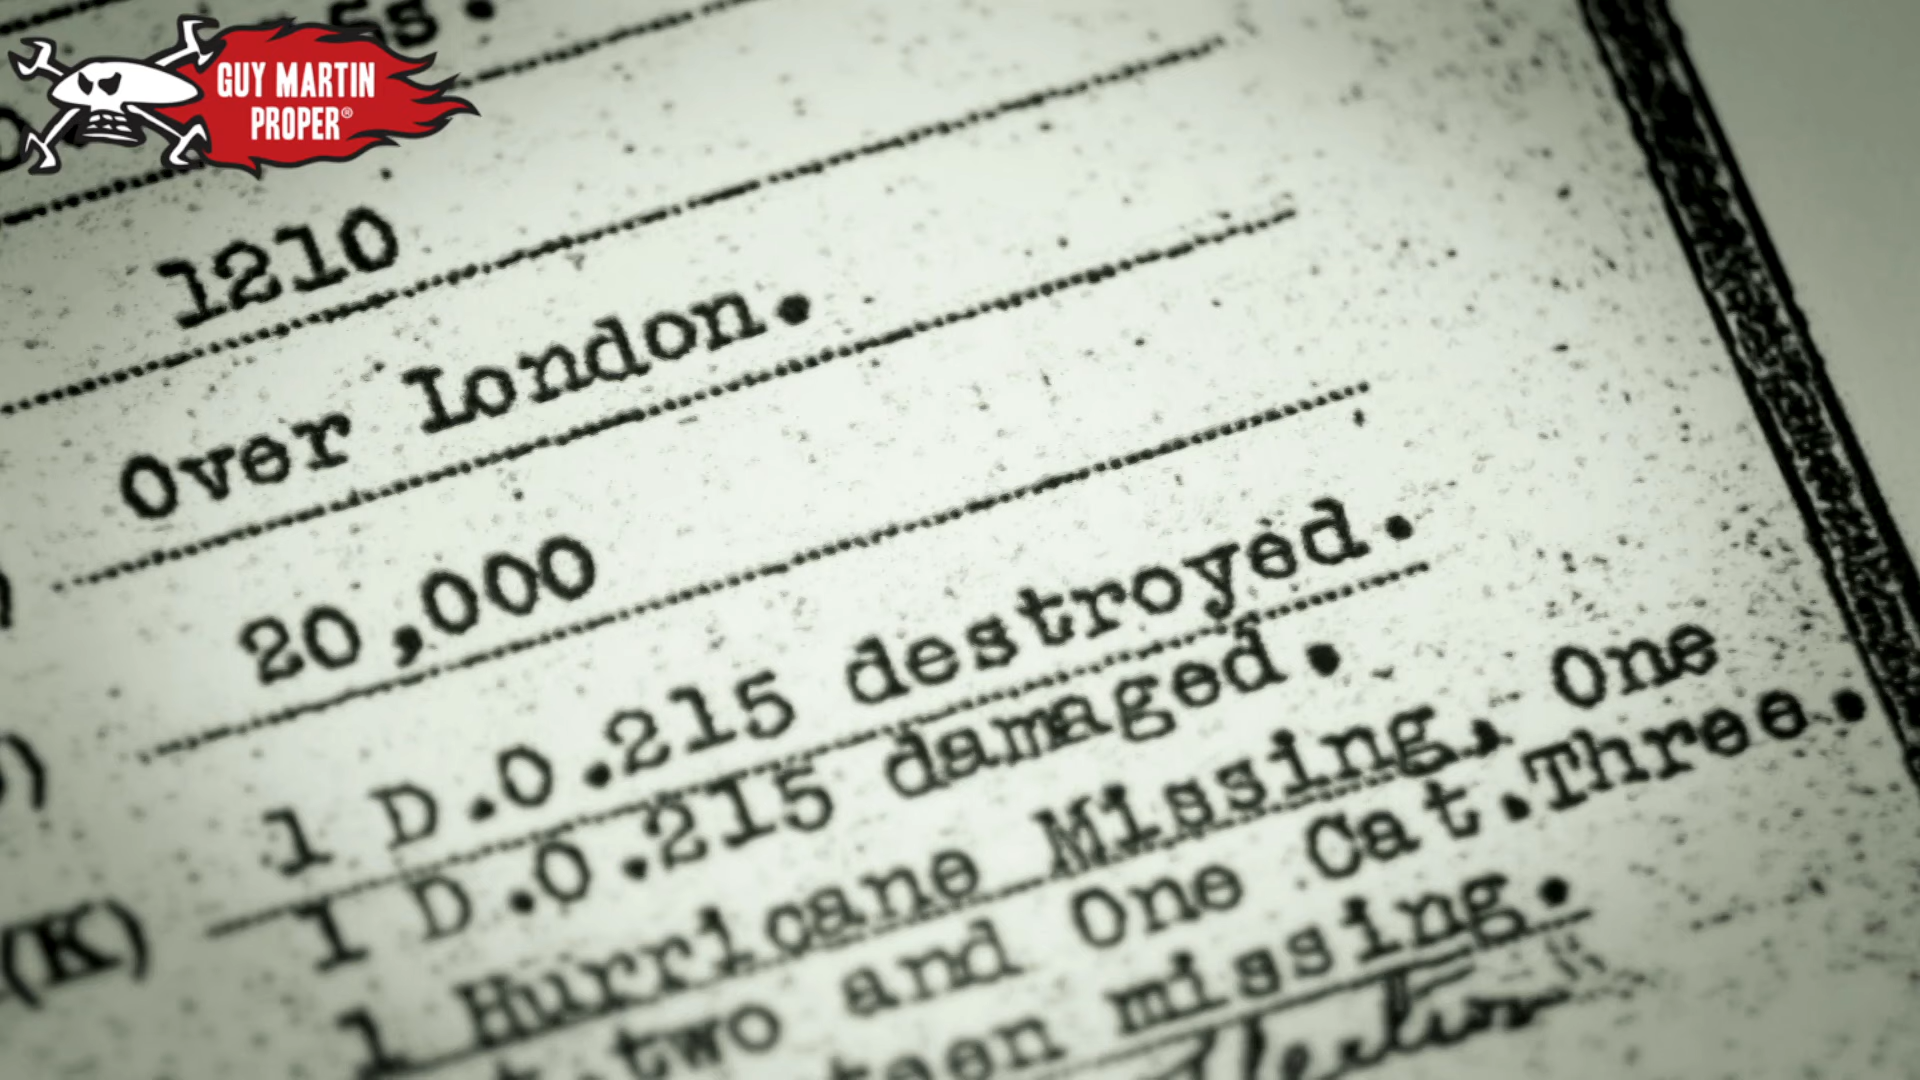 GUY MARTIN
PROPER®
1210
Over London.
20,000
1 D.O.215 destroyed.
1 D.O.215 damaged.
(K)
1 Hurricane Missing, One
two and One Cat.Three.
missing.